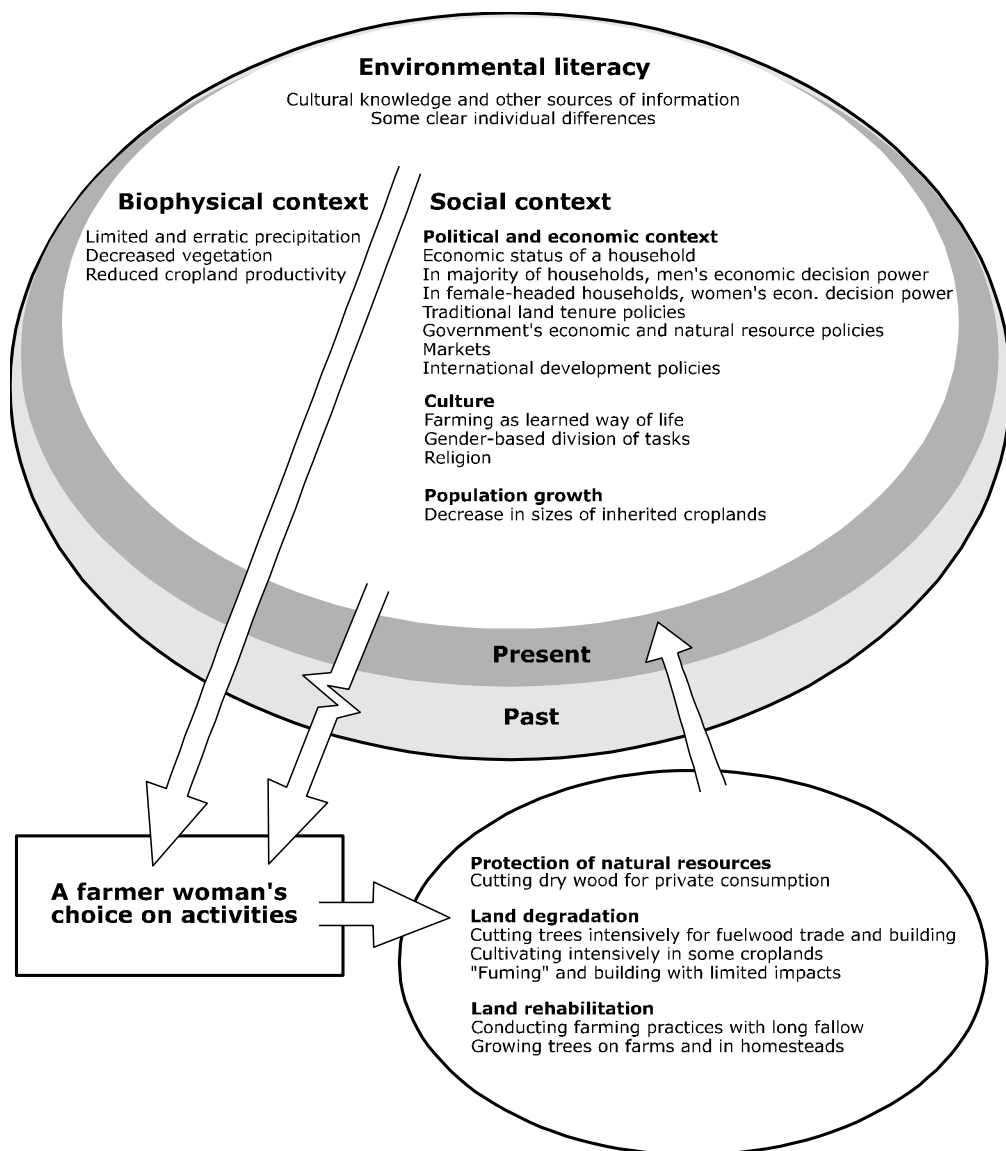 Environmental literacy
Cultural knowledge and other sources of information
Some clear individual differences
Biophysical context
Limited and erratic precipitation
Decreased vegetation
Reduced cropland productivity
Social context
Political and economic context
Economic status of a household
In majority of households, men's economic decision power
In female-headed households, women's econ. decision power
Traditional land tenure policies
Government's economic and natural resource policies
Markets
International development policies
Culture
Farming as learned way of life
Gender-based division of tasks
Religion
Population growth
Decrease in sizes of inherited croplands
Present
Past
A farmer woman's
choice on activities
Protection of natural resources
Cutting dry wood for private consumption
Land degradation
Cutting trees intensively for fuelwood trade and building
Cultivating intensively in some croplands
"Fuming" and building with limited impacts
Land rehabilitation
Conducting farming practices with long fallow
Growing trees on farms and in homesteads